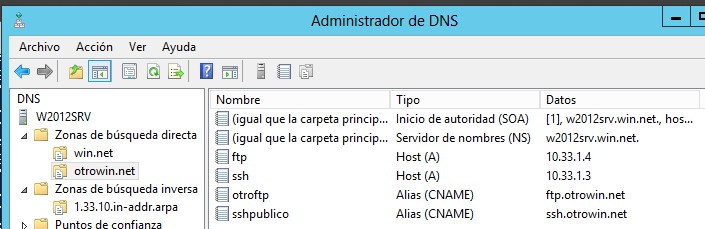 Administrador de DNS
Archivo Acción Ver Ayuda
DNS
W2012SRV
Zonas de búsqueda directa
win.net
otrowin.net
Zonas de búsqueda inversa
1.33.10.in-addr.arpa
Puntos de confianza
Nombre Tipo Datos
(igual que la carpeta princip... Inicio de autoridad (SOA) [1], w2012srv.win.net., hos...
(igual que la carpeta princip... Servidor de nombres (NS) w2012srv.win.net.
ftp Host (A) 10.33.1.4
ssh Host (A) 10.33.1.3
otroftp Alias (CNAME) ftp.otrowin.net
sshpublico Alias (CNAME) ssh.otrowin.net